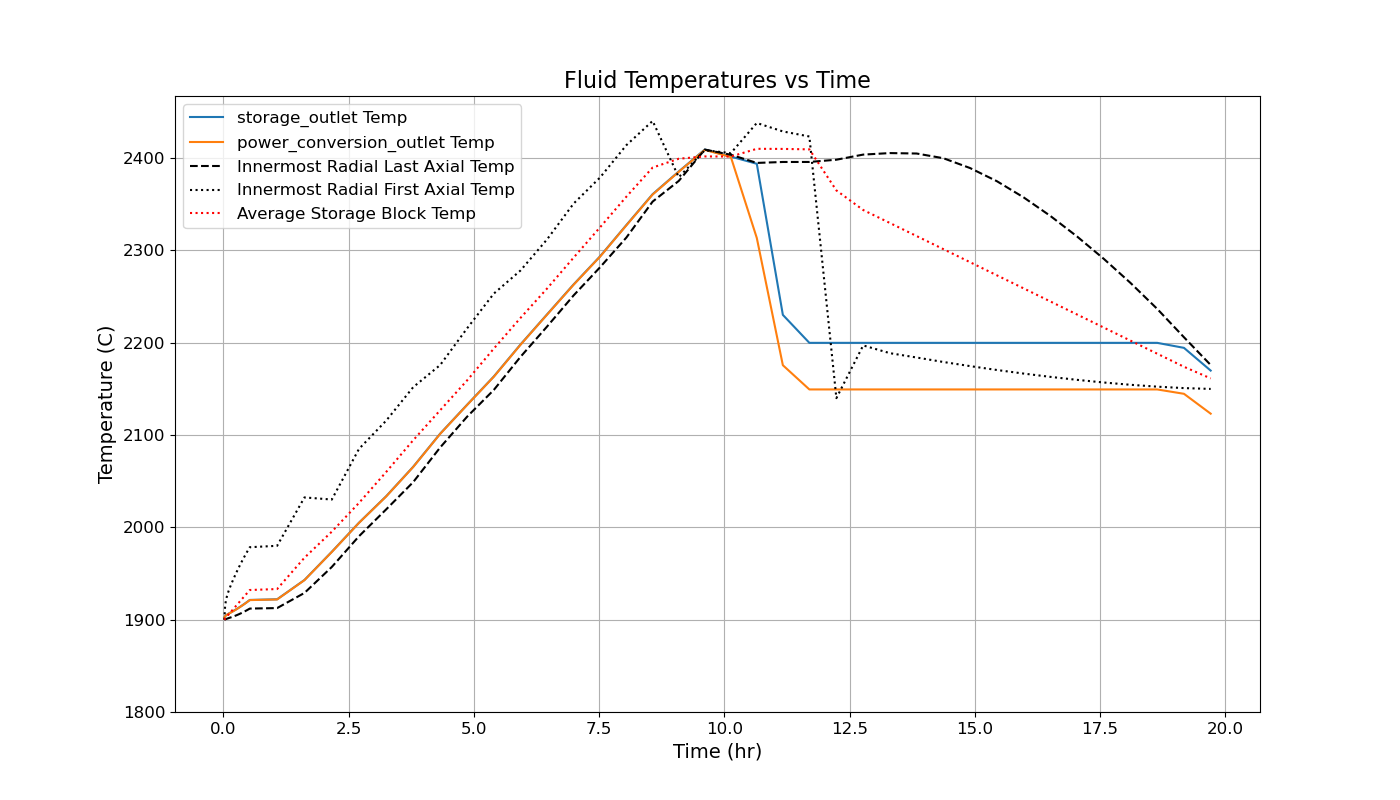 Fluid Temperatures vs Time
storage_outlet Temp
power_conversion_outlet Temp
Innermost Radial Last Axial Temp
Innermost Radial First Axial Temp
Average Storage Block Temp
2400
2300
2200
2100
2000
1900
1800
Temperature (C)
0.0 2.5 5.0 7.5 10.0 12.5 15.0 17.5 20.0
Time (hr)